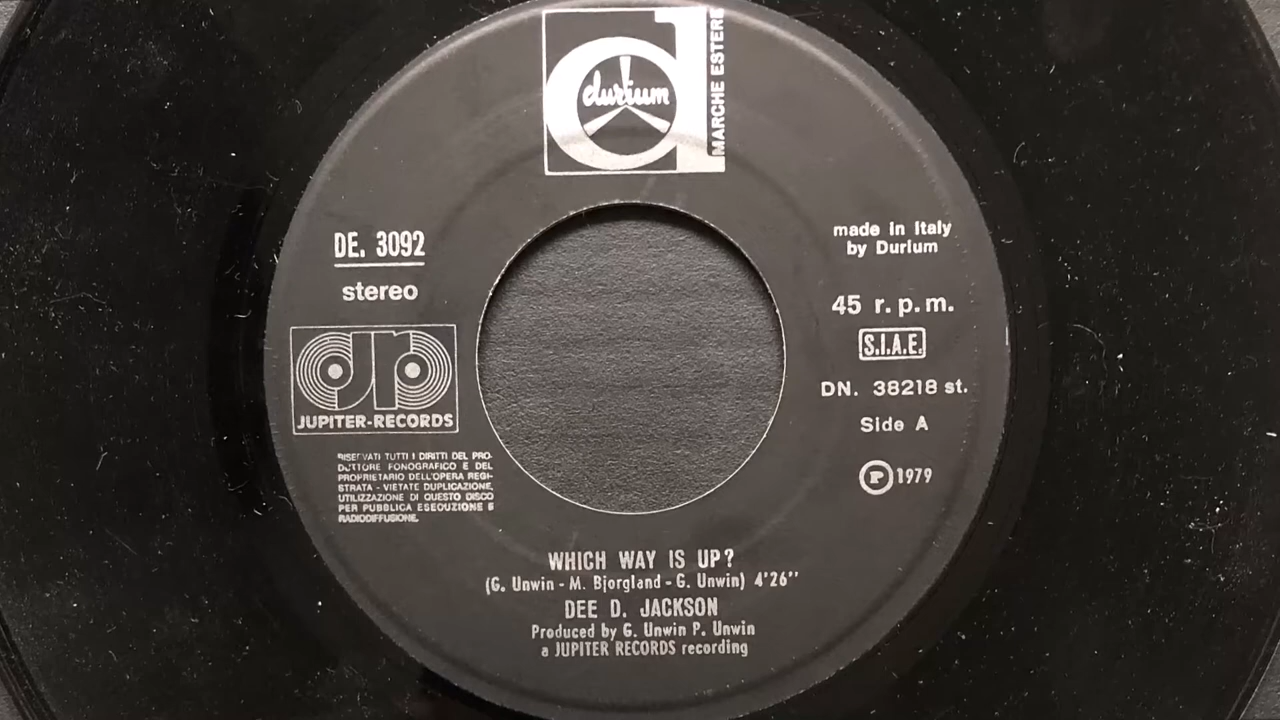 durium
MARCHE ESTERE
DE. 3092
stereo
JUPITER-RECORDS
RISERVATI TUTTI I DIRITTI DEL PRO-
DUTTORE FONOGRAFICO E DEL
PROPRIETARIO DELL'OPERA REGI-
STRATA - VIETATE DUPLICAZIONE,
UTILIZZAZIONE DI QUESTO DISCO
PER PUBBLICA ESECUZIONE E
RADIODIFFUSIONE.
made in Italy
by Durium
45 r.p.m.
S.I.A.E.
DN. 38218 st.
Side A
Ⓟ 1979
WHICH WAY IS UP?
(G. Unwin - M. Bjorgland - G. Unwin) 4'26''
DEE D. JACKSON
Produced by G. Unwin P. Unwin
a JUPITER RECORDS recording